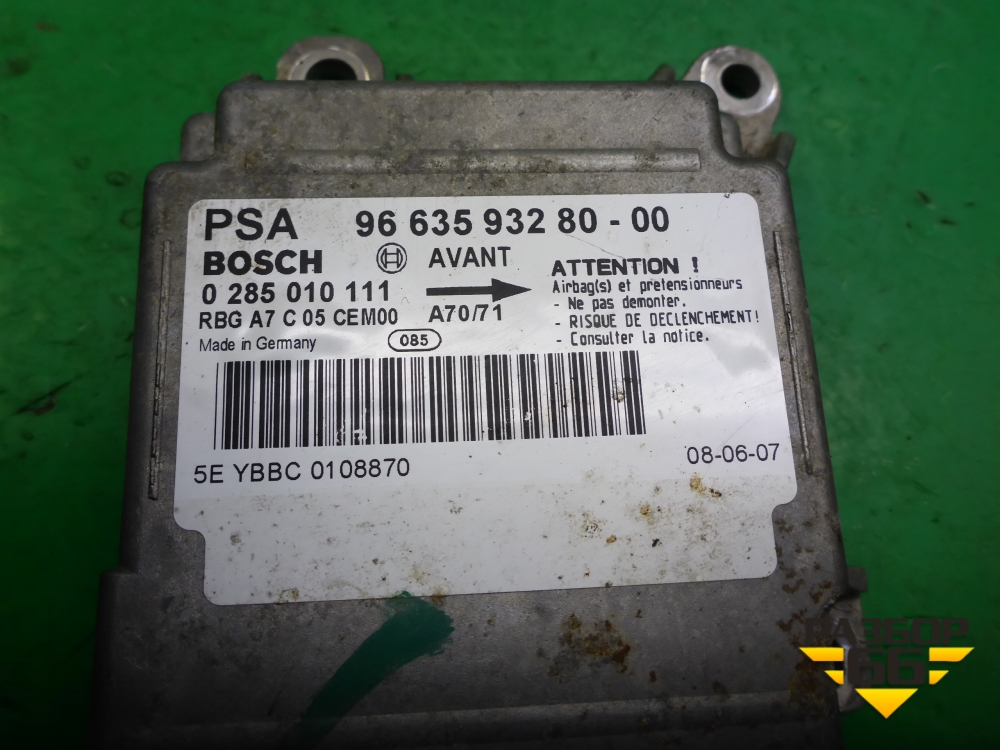 PSA 96 635 932 80 - 00
BOSCH AVANT
0 285 010 111
RBG A7 C 05 CEM00 A70/71
Made in Germany 085
ATTENTION !
Airbag(s) et pretensionneurs
- Ne pas demonter.
- RISQUE DE DECLENCHEMENT!
- Consulter la notice.
5E YBBC 0108870 08-06-07
РАЗБОР
66